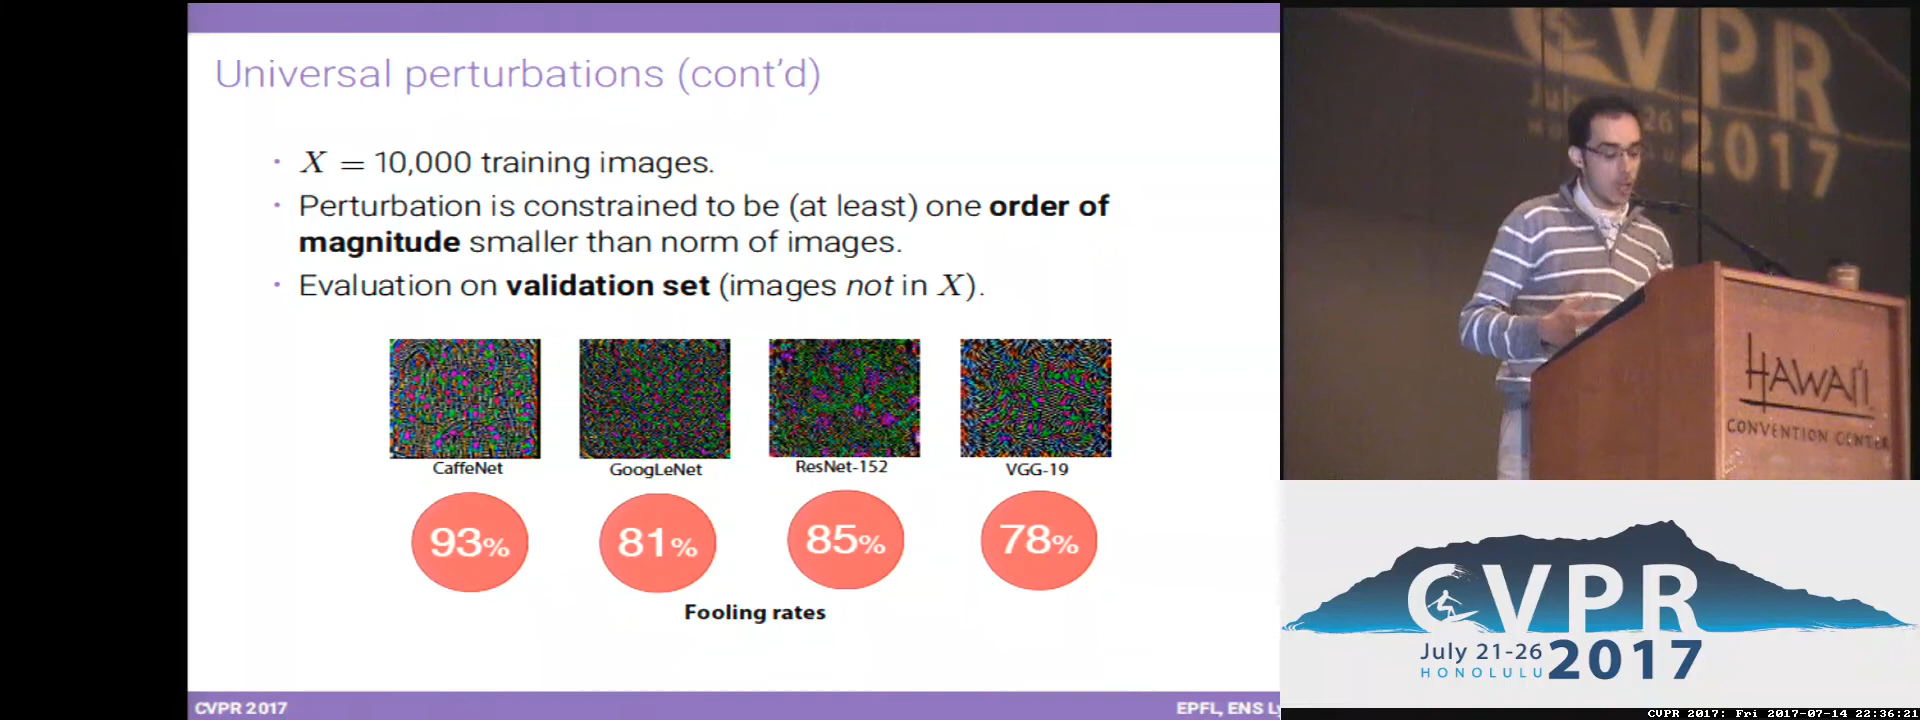 Universal perturbations (cont'd)
• X = 10,000 training images.
• Perturbation is constrained to be (at least) one order of
magnitude smaller than norm of images.
• Evaluation on validation set (images not in X).
CaffeNet
GoogLeNet
ResNet-152
VGG-19
93%
81%
85%
78%
Fooling rates
CVPR 2017
EPFL, ENS
CVPR
26
2017
HAWAI'I
CONVENTION CENTER
CVPR
July 21-26
HONOLULU
2017
CVPR 2017: Fri 2017-07-14 22:36:21